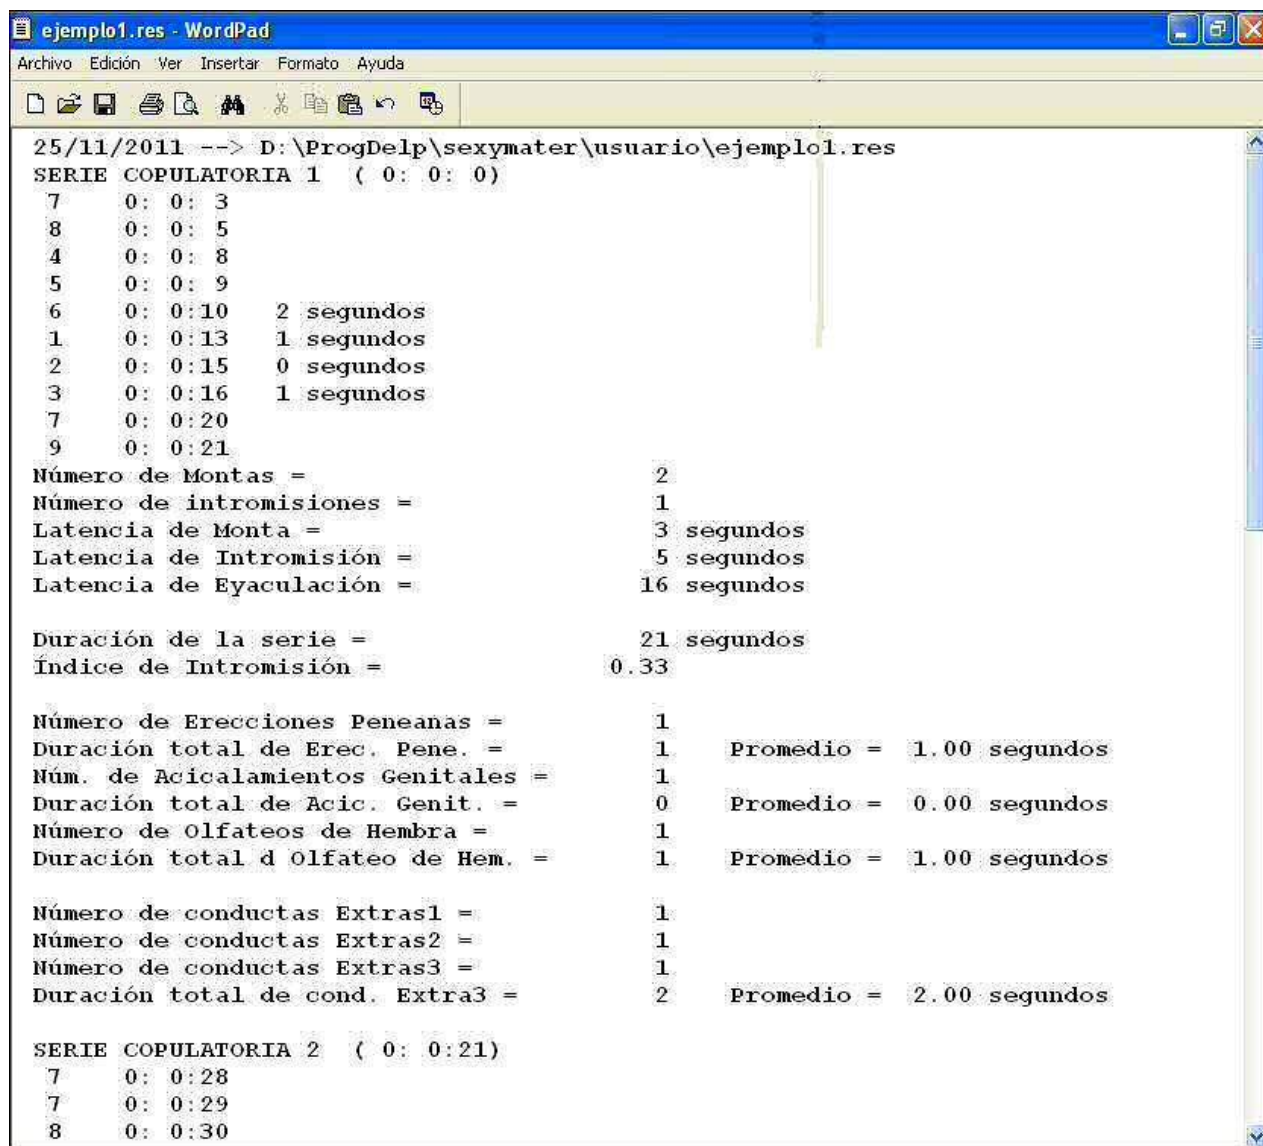 ejemplo1.res - WordPad
Archivo Edición Ver Insertar Formato Ayuda
25/11/2011 --> D:\ProgDelp\sexymater\usuario\ejemplo1.res
SERIE COPULATORIA 1 ( 0: 0: 0)
7 0: 0: 3
8 0: 0: 5
4 0: 0: 8
5 0: 0: 9
6 0: 0:10 2 segundos
1 0: 0:13 1 segundos
2 0: 0:15 0 segundos
3 0: 0:16 1 segundos
7 0: 0:20
9 0: 0:21
Número de Montas = 2
Número de intromisiones = 1
Latencia de Monta = 3 segundos
Latencia de Intromisión = 5 segundos
Latencia de Eyaculación = 16 segundos
Duración de la serie = 21 segundos
Índice de Intromisión = 0.33
Número de Erecciones Peneanas = 1
Duración total de Erec. Pene. = 1 Promedio = 1.00 segundos
Núm. de Acicalamientos Genitales = 1
Duración total de Acic. Genit. = 0 Promedio = 0.00 segundos
Número de Olfateos de Hembra = 1
Duración total d Olfateo de Hem. = 1 Promedio = 1.00 segundos
Número de conductas Extras1 = 1
Número de conductas Extras2 = 1
Número de conductas Extras3 = 1
Duración total de cond. Extra3 = 2 Promedio = 2.00 segundos
SERIE COPULATORIA 2 ( 0: 0:21)
7 0: 0:28
7 0: 0:29
8 0: 0:30